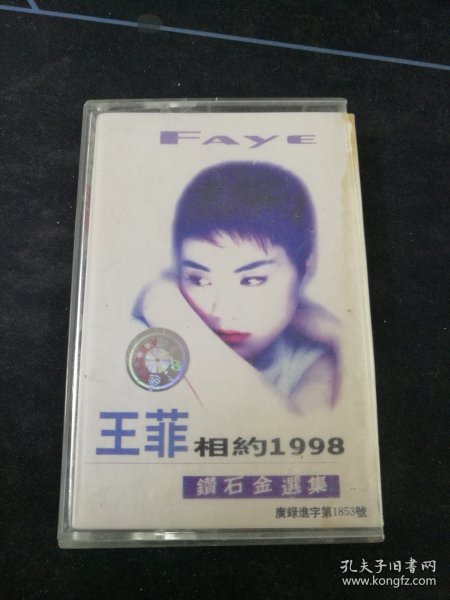 FAYE
王菲 相約1998
鑽石金選集
廣録進字第1853號
孔夫子旧书网
www.kongfz.com